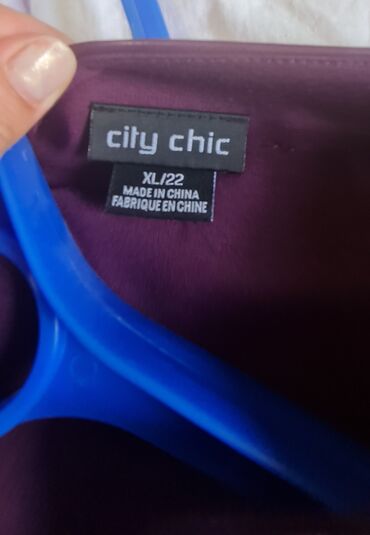 city chic
XL/22
MADE IN CHINA
FABRIQUE EN CHINE